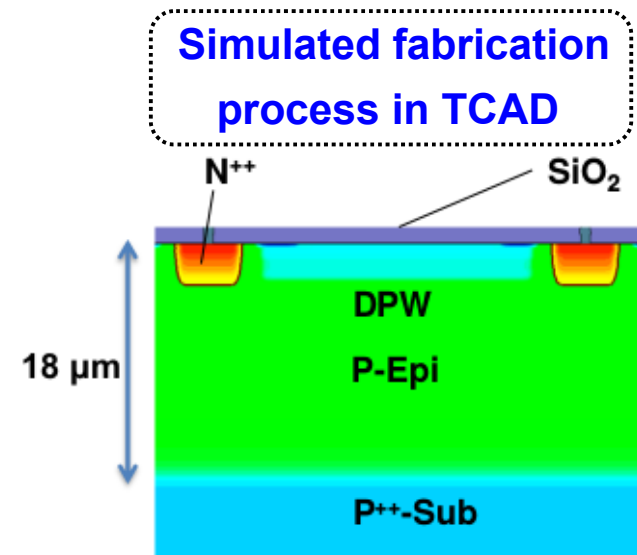 Simulated fabrication
process in TCAD
N⁺⁺
SiO₂
DPW
18 µm
P-Epi
P⁺⁺-Sub